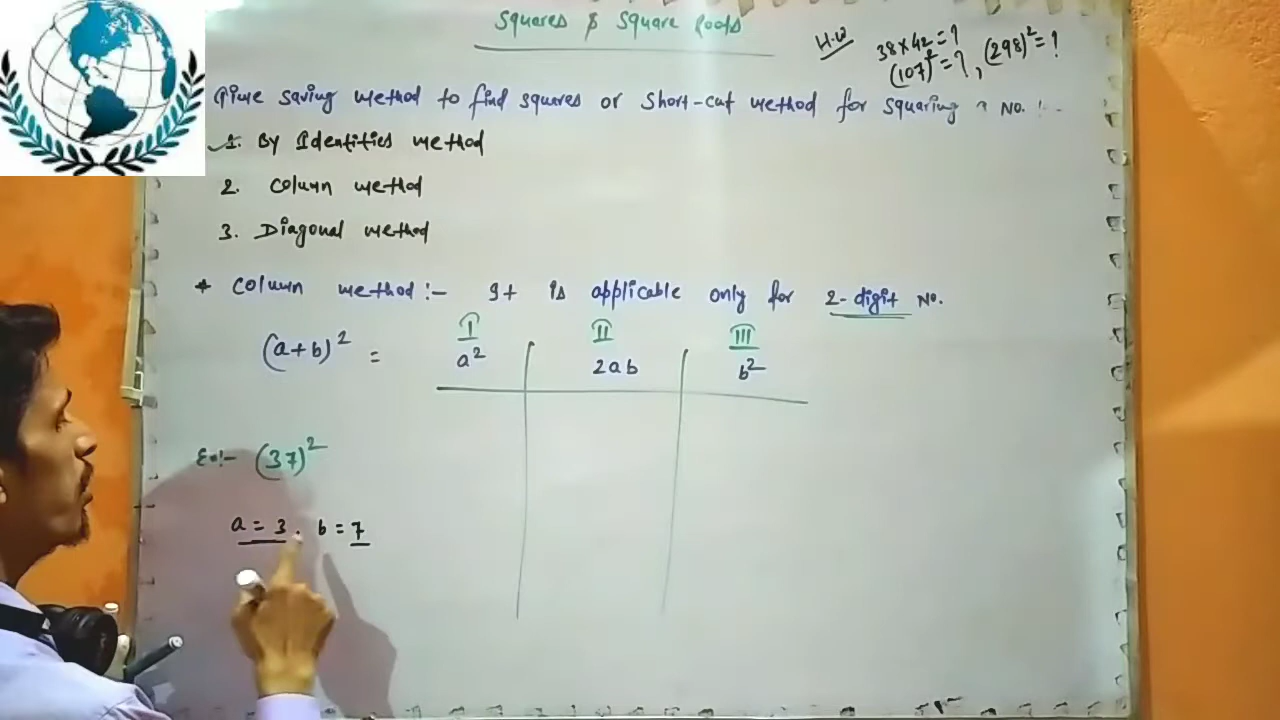 Squares & Square Roots
H.W 38×42=?
(107)²=?, (298)²=?
Time saving method to find squares or Short-cut method for squaring a No. :-
1. By Identities method
2. Column method
3. Diagonal method
* Column method :- It is applicable only for 2-digit No.
I II III
(a+b)² = a² 2ab b²
Ex:- (37)²
a = 3, b = 7